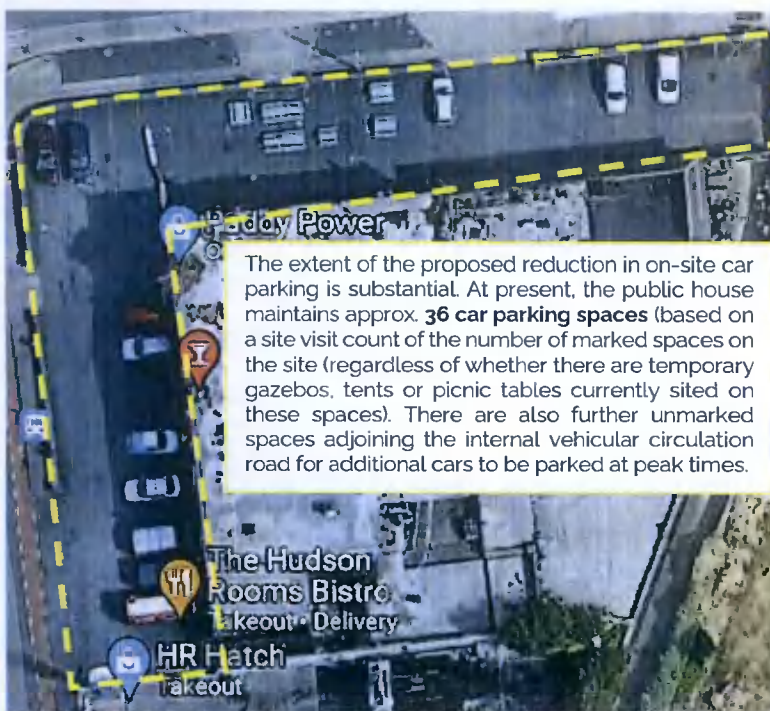 Paddy Power
The extent of the proposed reduction in on-site car
parking is substantial. At present, the public house
maintains approx. 36 car parking spaces (based on
a site visit count of the number of marked spaces on
the site (regardless of whether there are temporary
gazebos, tents or picnic tables currently sited on
these spaces). There are also further unmarked
spaces adjoining the internal vehicular circulation
road for additional cars to be parked at peak times.
The Hudson
Rooms Bistro
Takeout • Delivery
HR Hatch
Takeout